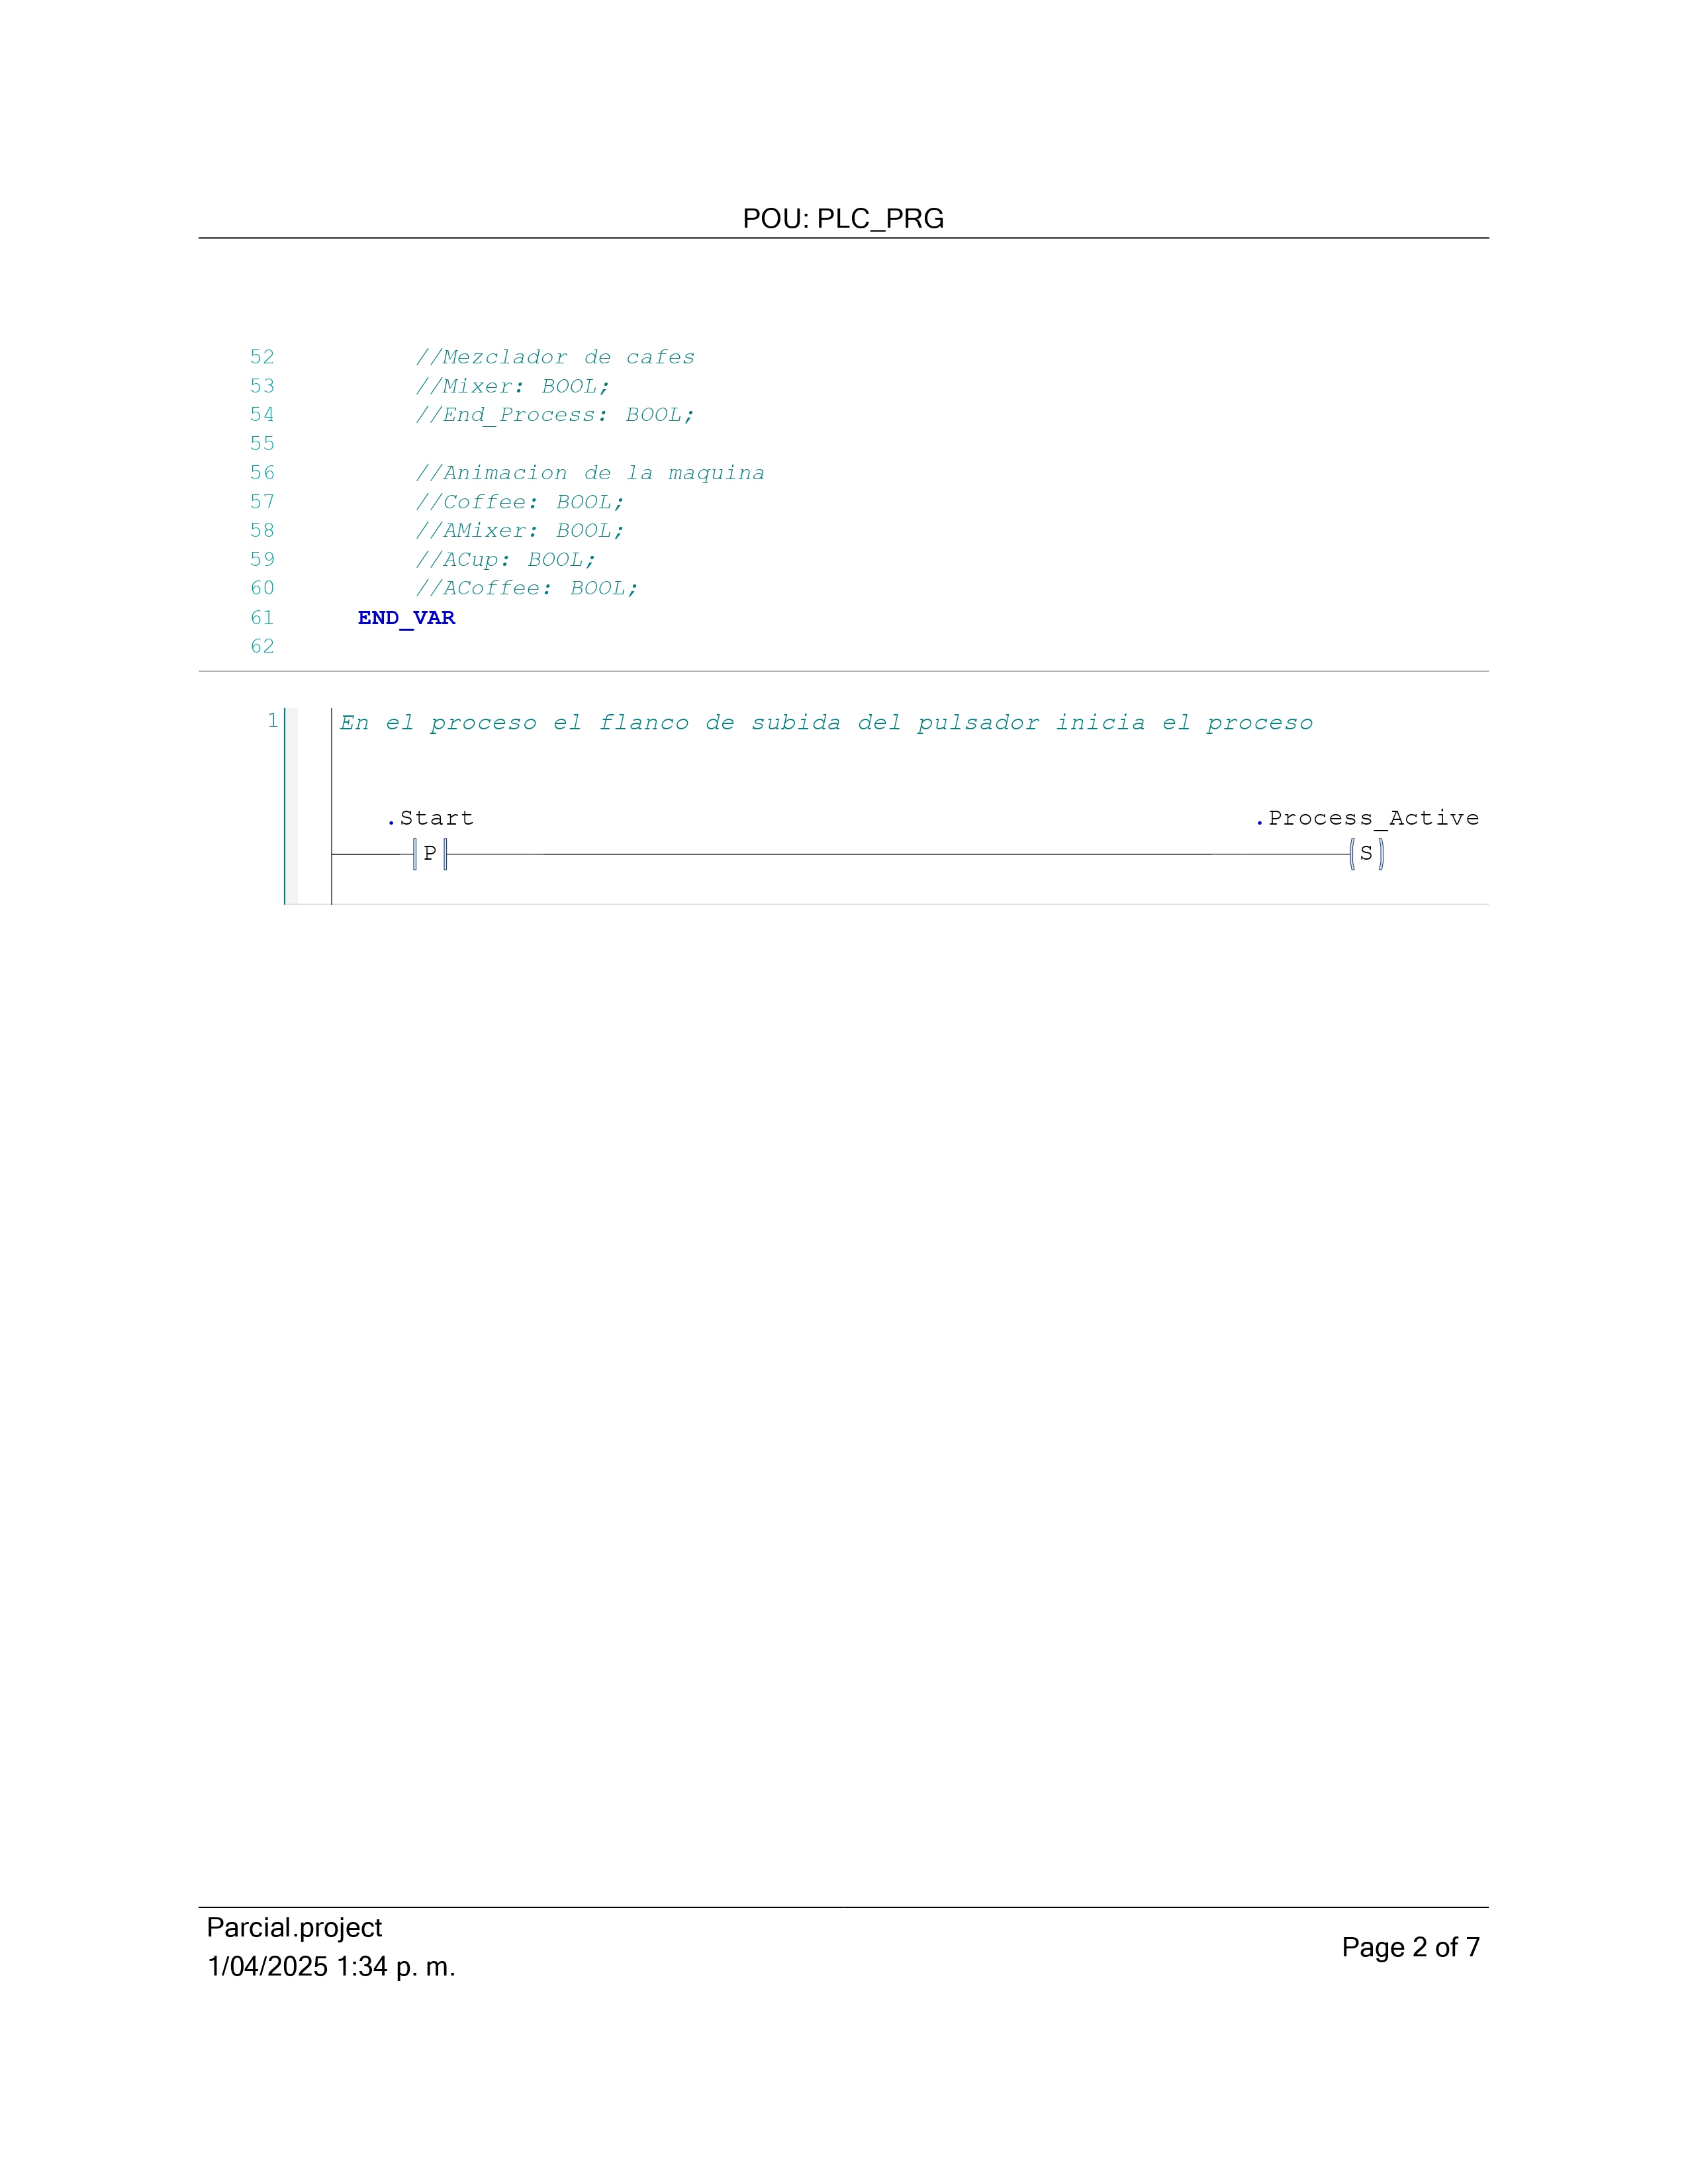 POU: PLC_PRG
52 //Mezclador de cafes
53 //Mixer: BOOL;
54 //End_Process: BOOL;
55
56 //Animacion de la maquina
57 //Coffee: BOOL;
58 //AMixer: BOOL;
59 //ACup: BOOL;
60 //ACoffee: BOOL;
61 END_VAR
62
1 En el proceso el flanco de subida del pulsador inicia el proceso
.Start .Process_Active
P S
Parcial.project
1/04/2025 1:34 p. m.
Page 2 of 7